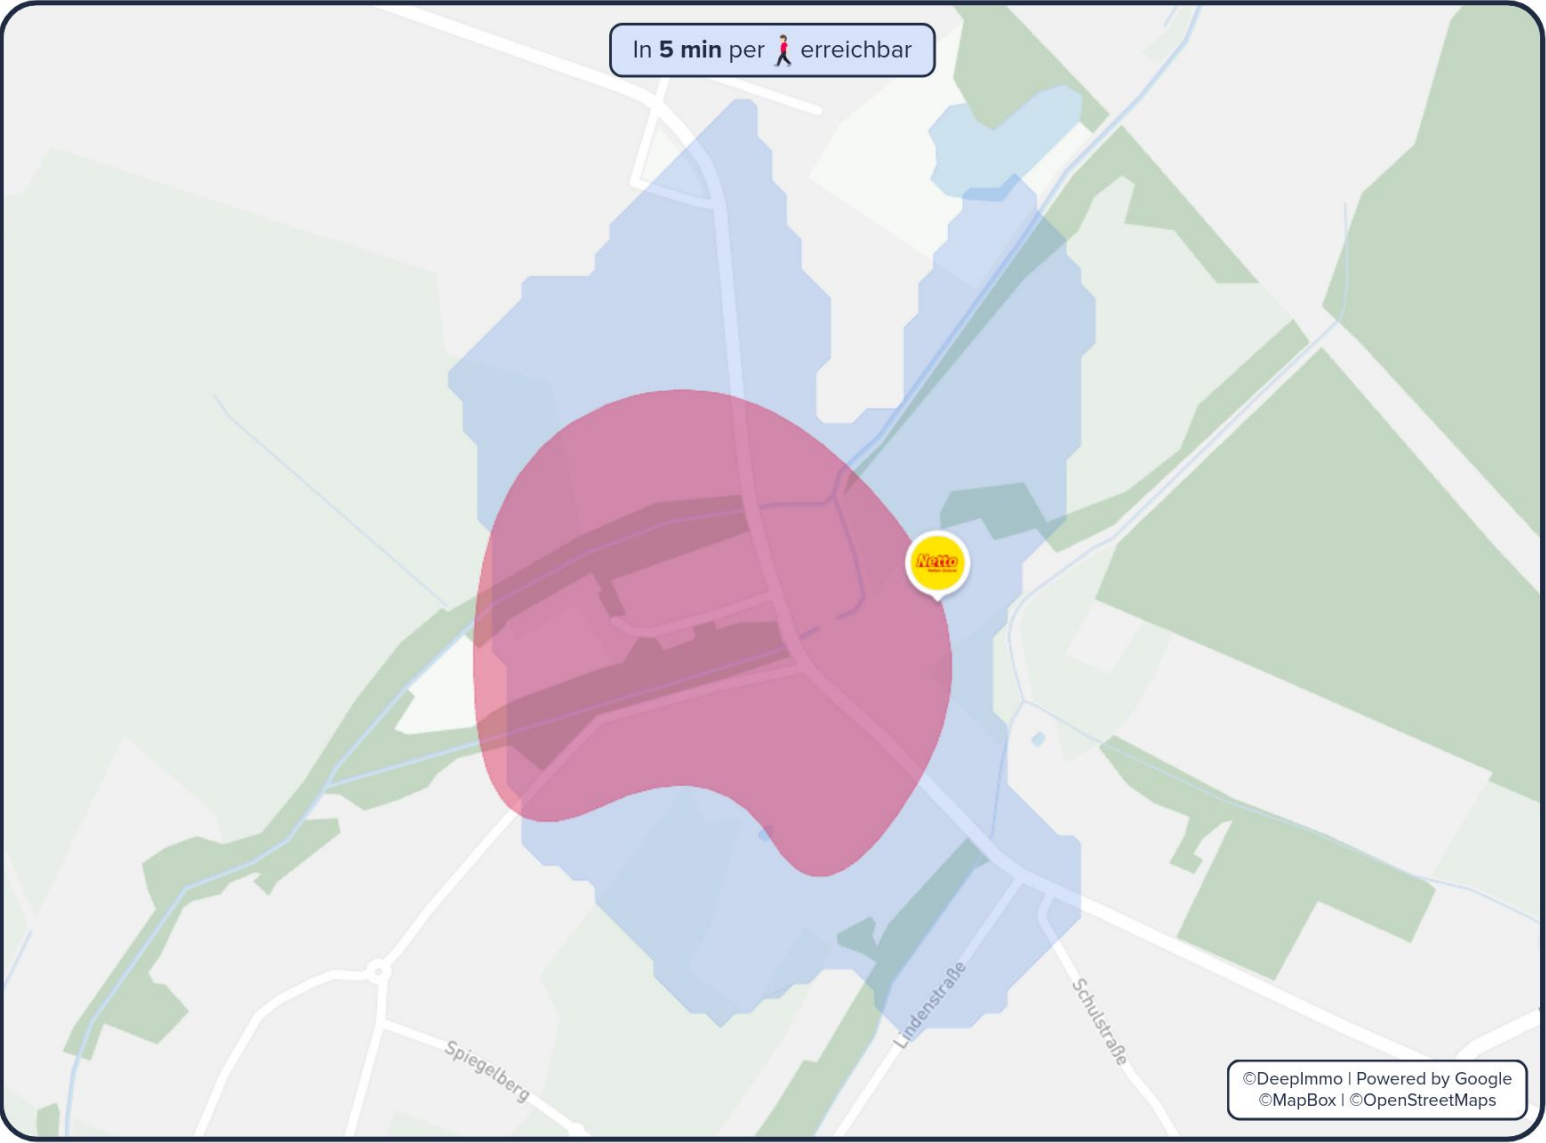 In 5 min per erreichbar
Netto
Lindenstraße
Schulstraße
Spiegelberg
©DeepImmo | Powered by Google
©MapBox | ©OpenStreetMaps